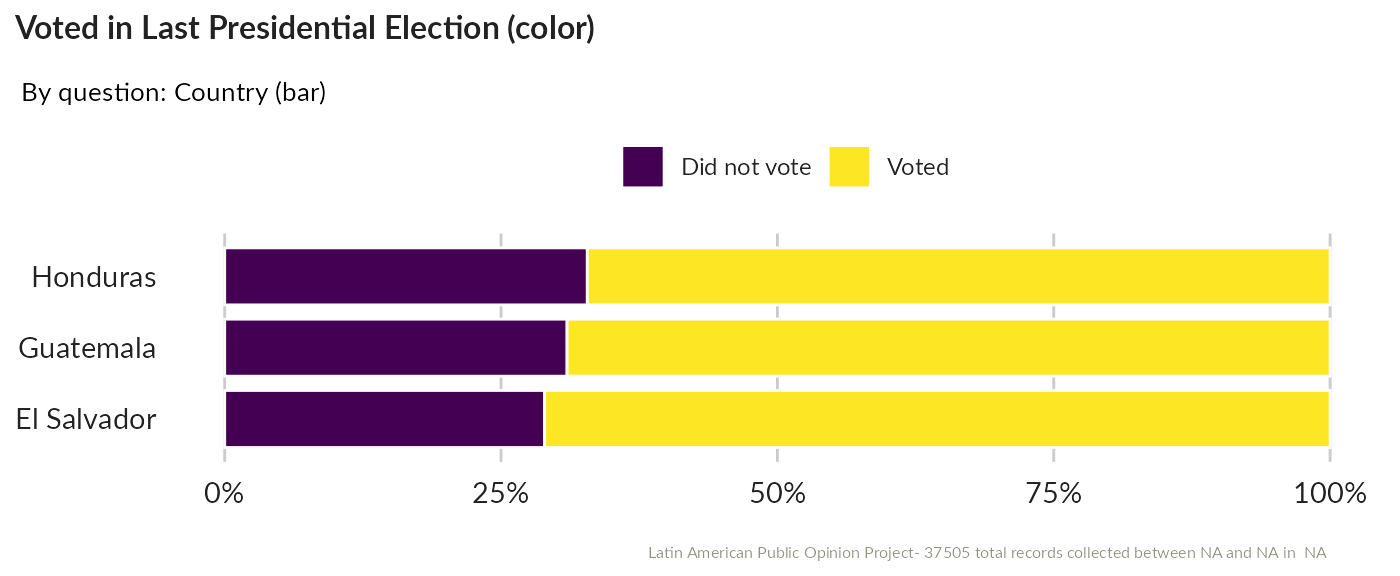 Voted in Last Presidential Election (color)
By question: Country (bar)
Did not vote Voted
Honduras
Guatemala
El Salvador
0% 25% 50% 75% 100%
Latin American Public Opinion Project- 37505 total records collected between NA and NA in  NA